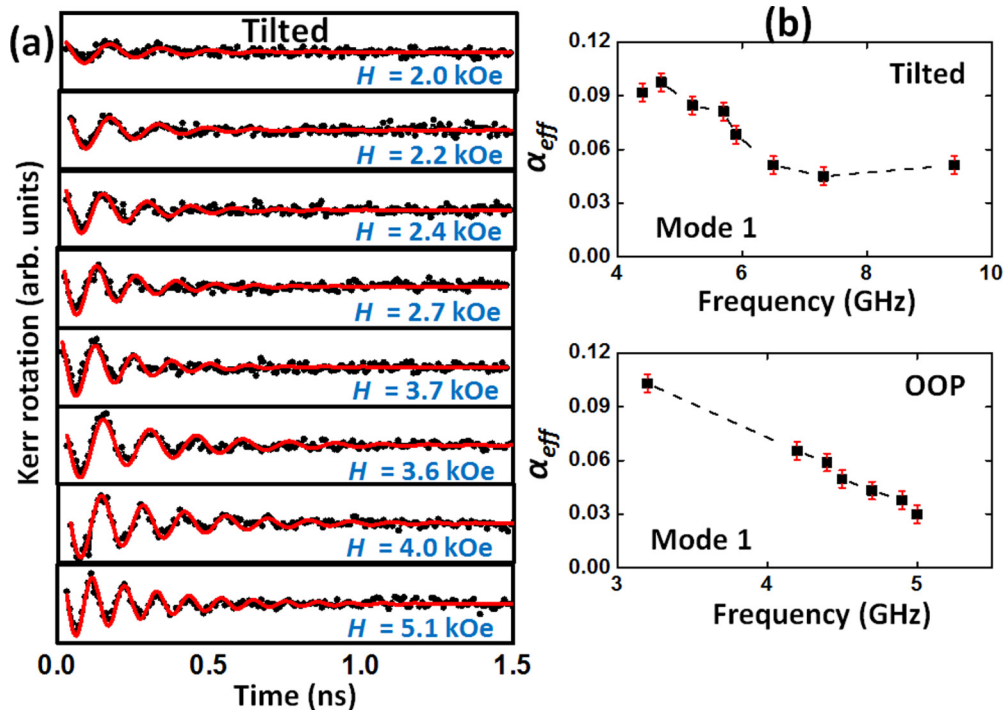 (a)
Tilted
H = 2.0 kOe
H = 2.2 kOe
H = 2.4 kOe
H = 2.7 kOe
H = 3.7 kOe
H = 3.6 kOe
H = 4.0 kOe
H = 5.1 kOe
Kerr rotation (arb. units)
0.0 0.5 1.0 1.5
Time (ns)
(b)
0.12
0.09
0.06
0.03
0.00
αeff
Tilted
Mode 1
4 6 8 10
Frequency (GHz)
0.12
0.09
0.06
0.03
0.00
αeff
OOP
Mode 1
3 4 5
Frequency (GHz)